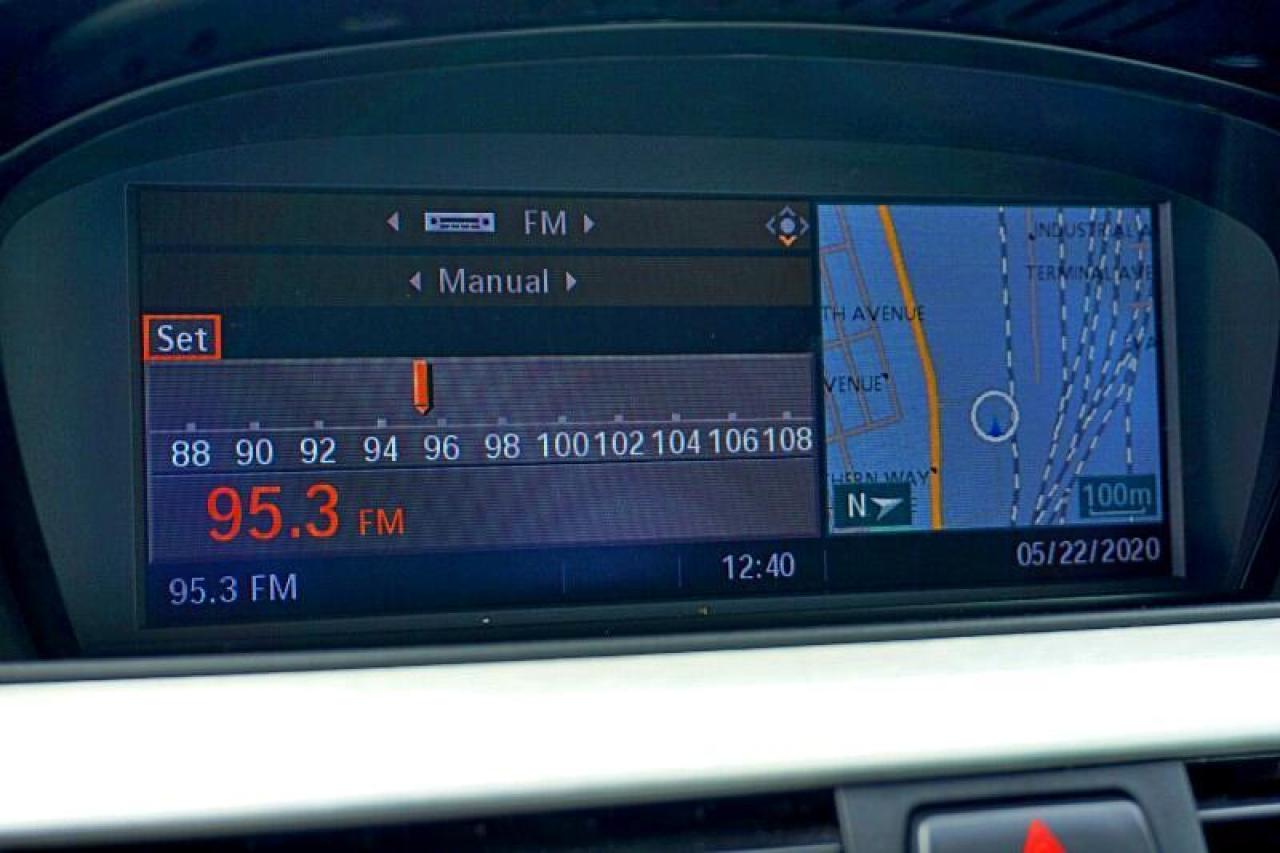 FM
Manual
Set
88 90 92 94 96 98 100 102 104 106 108
95.3 FM
95.3 FM
12:40
INDUSTRIAL A
TERMINAL AVE
TH AVENUE
VENUE
HERN WAY
N
100m
05/22/2020